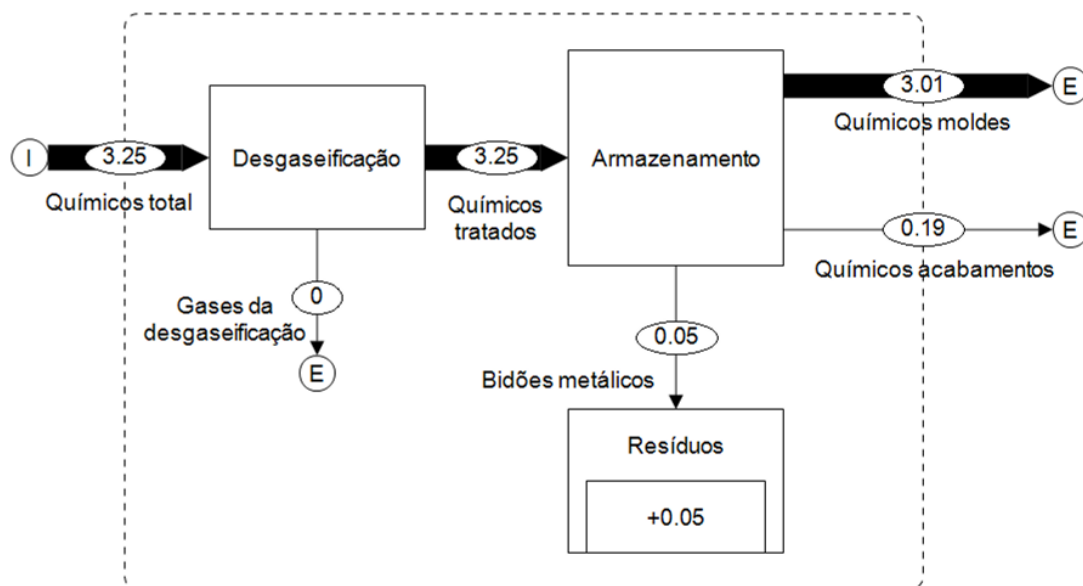 3.01
E
Químicos moldes
Desgaseificação
Armazenamento
I
3.25
3.25
Químicos total
Químicos
tratados
0.19
E
Químicos acabamentos
0
Gases da
desgaseificação
E
0.05
Bidões metálicos
Resíduos
+0.05